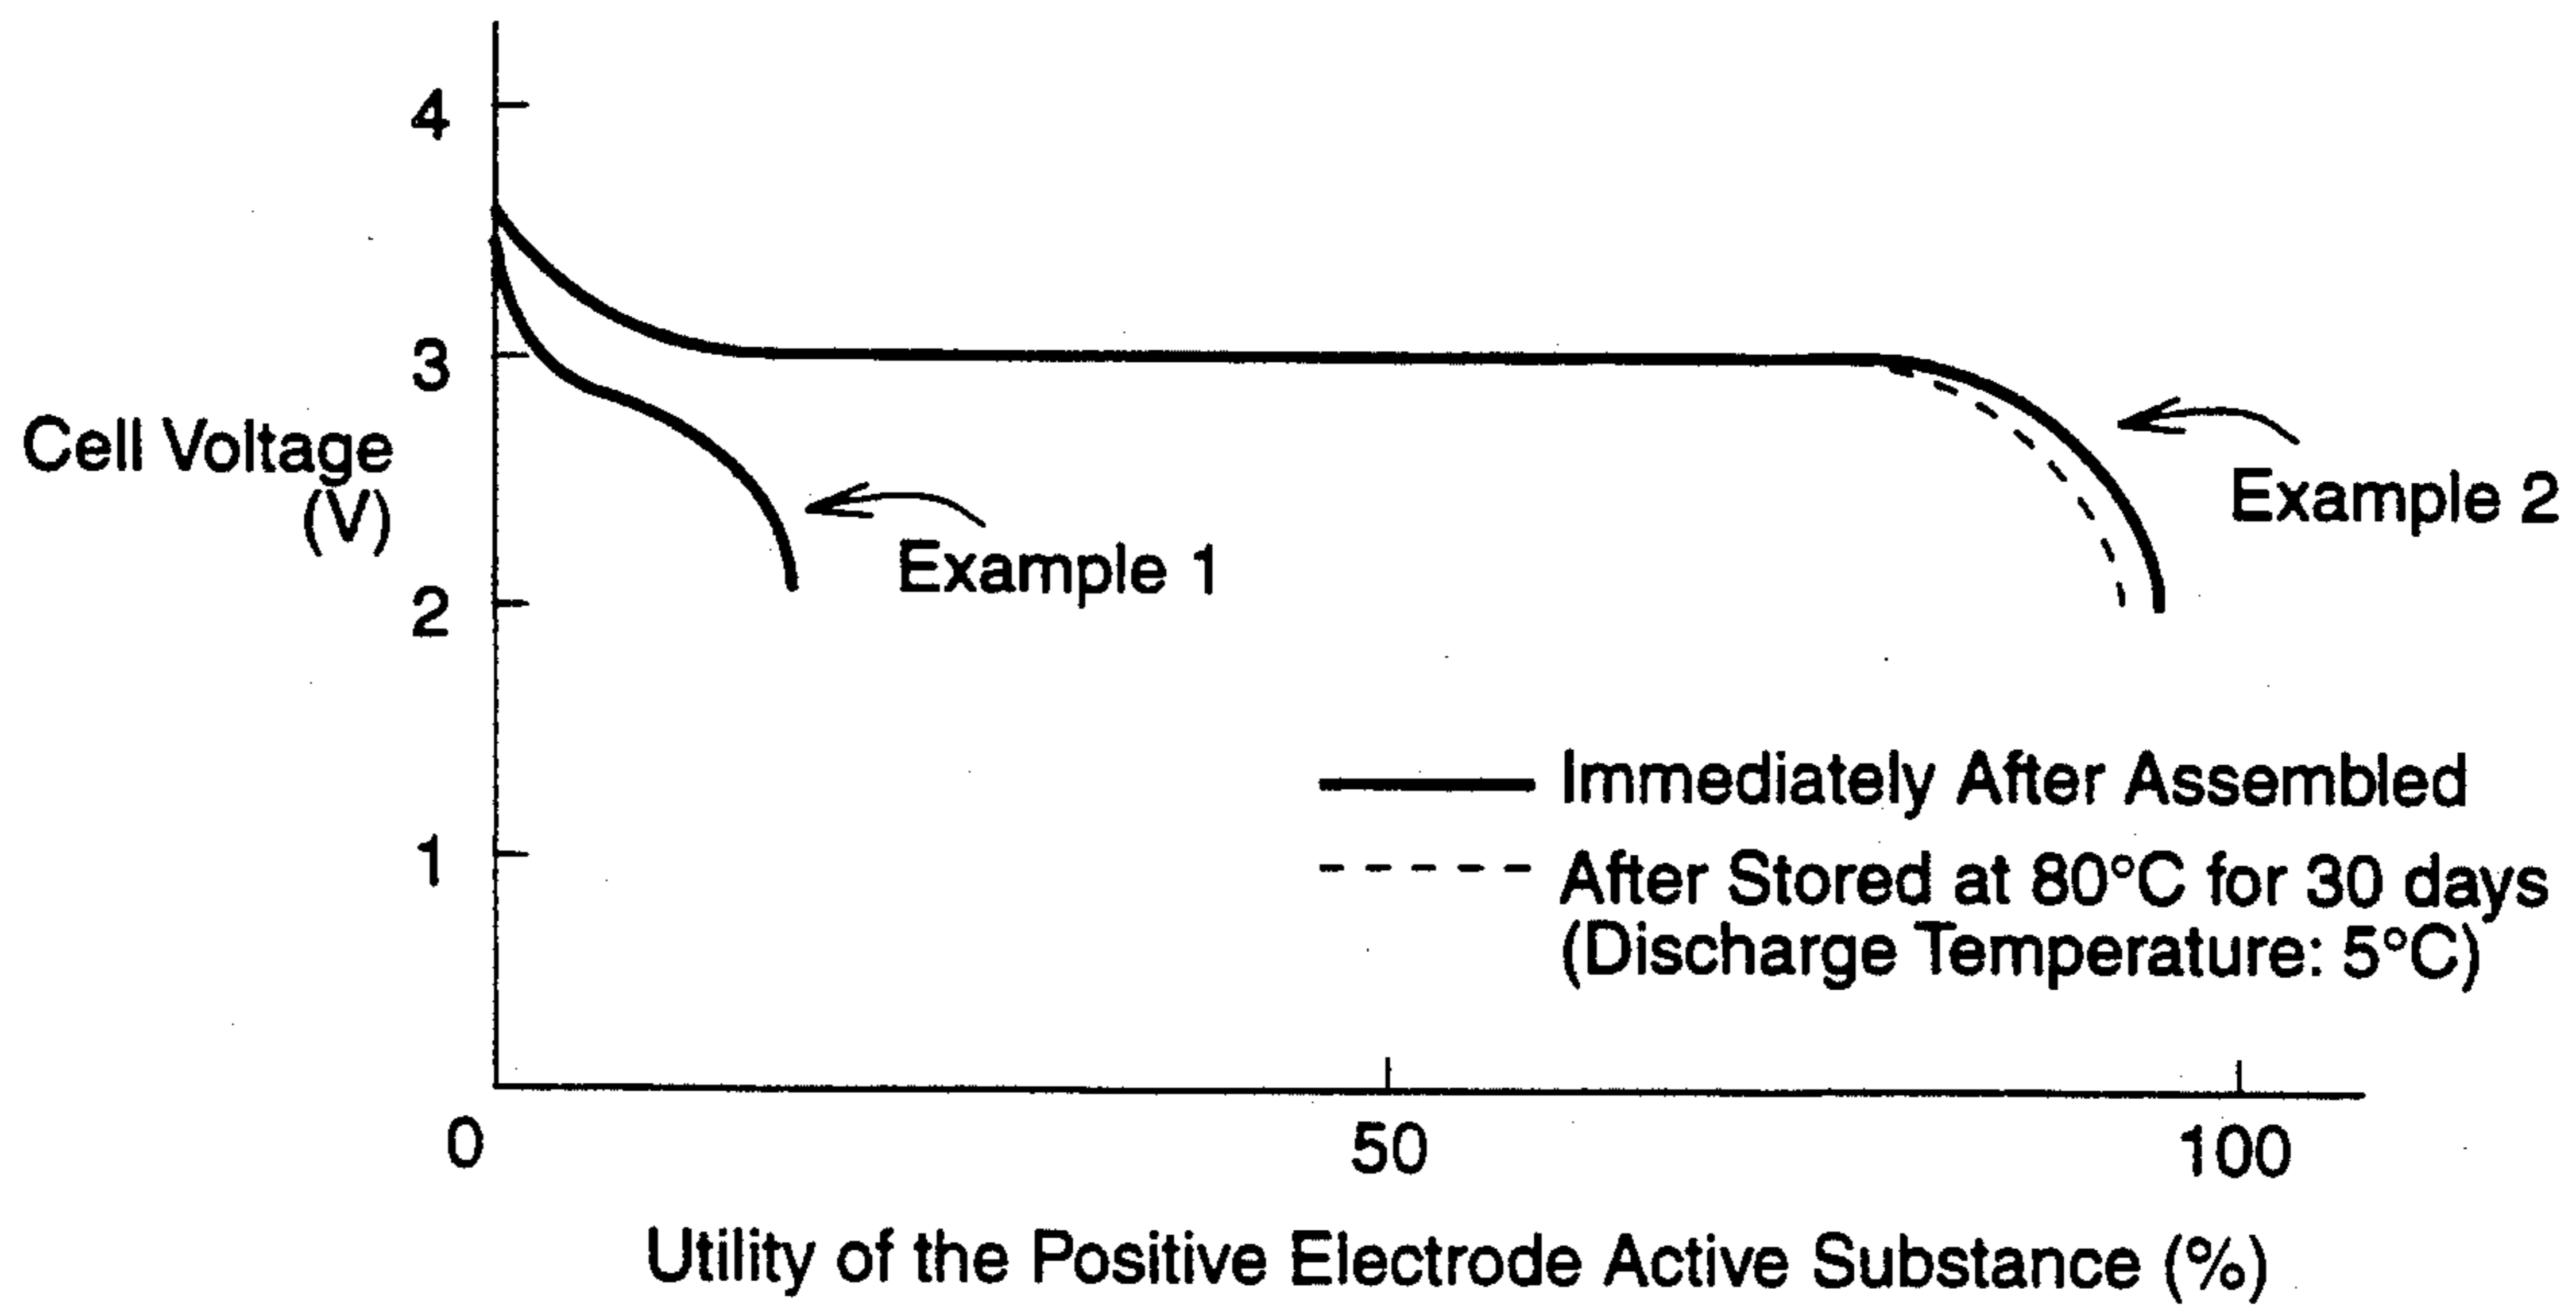 4
3
Cell Voltage
(V)
Example 2
Example 1
2
Immediately After Assembled
1
After Stored at 80°C for 30 days
(Discharge Temperature: 5°C)
0
50
100
Utility of the Positive Electrode Active Substance (%)